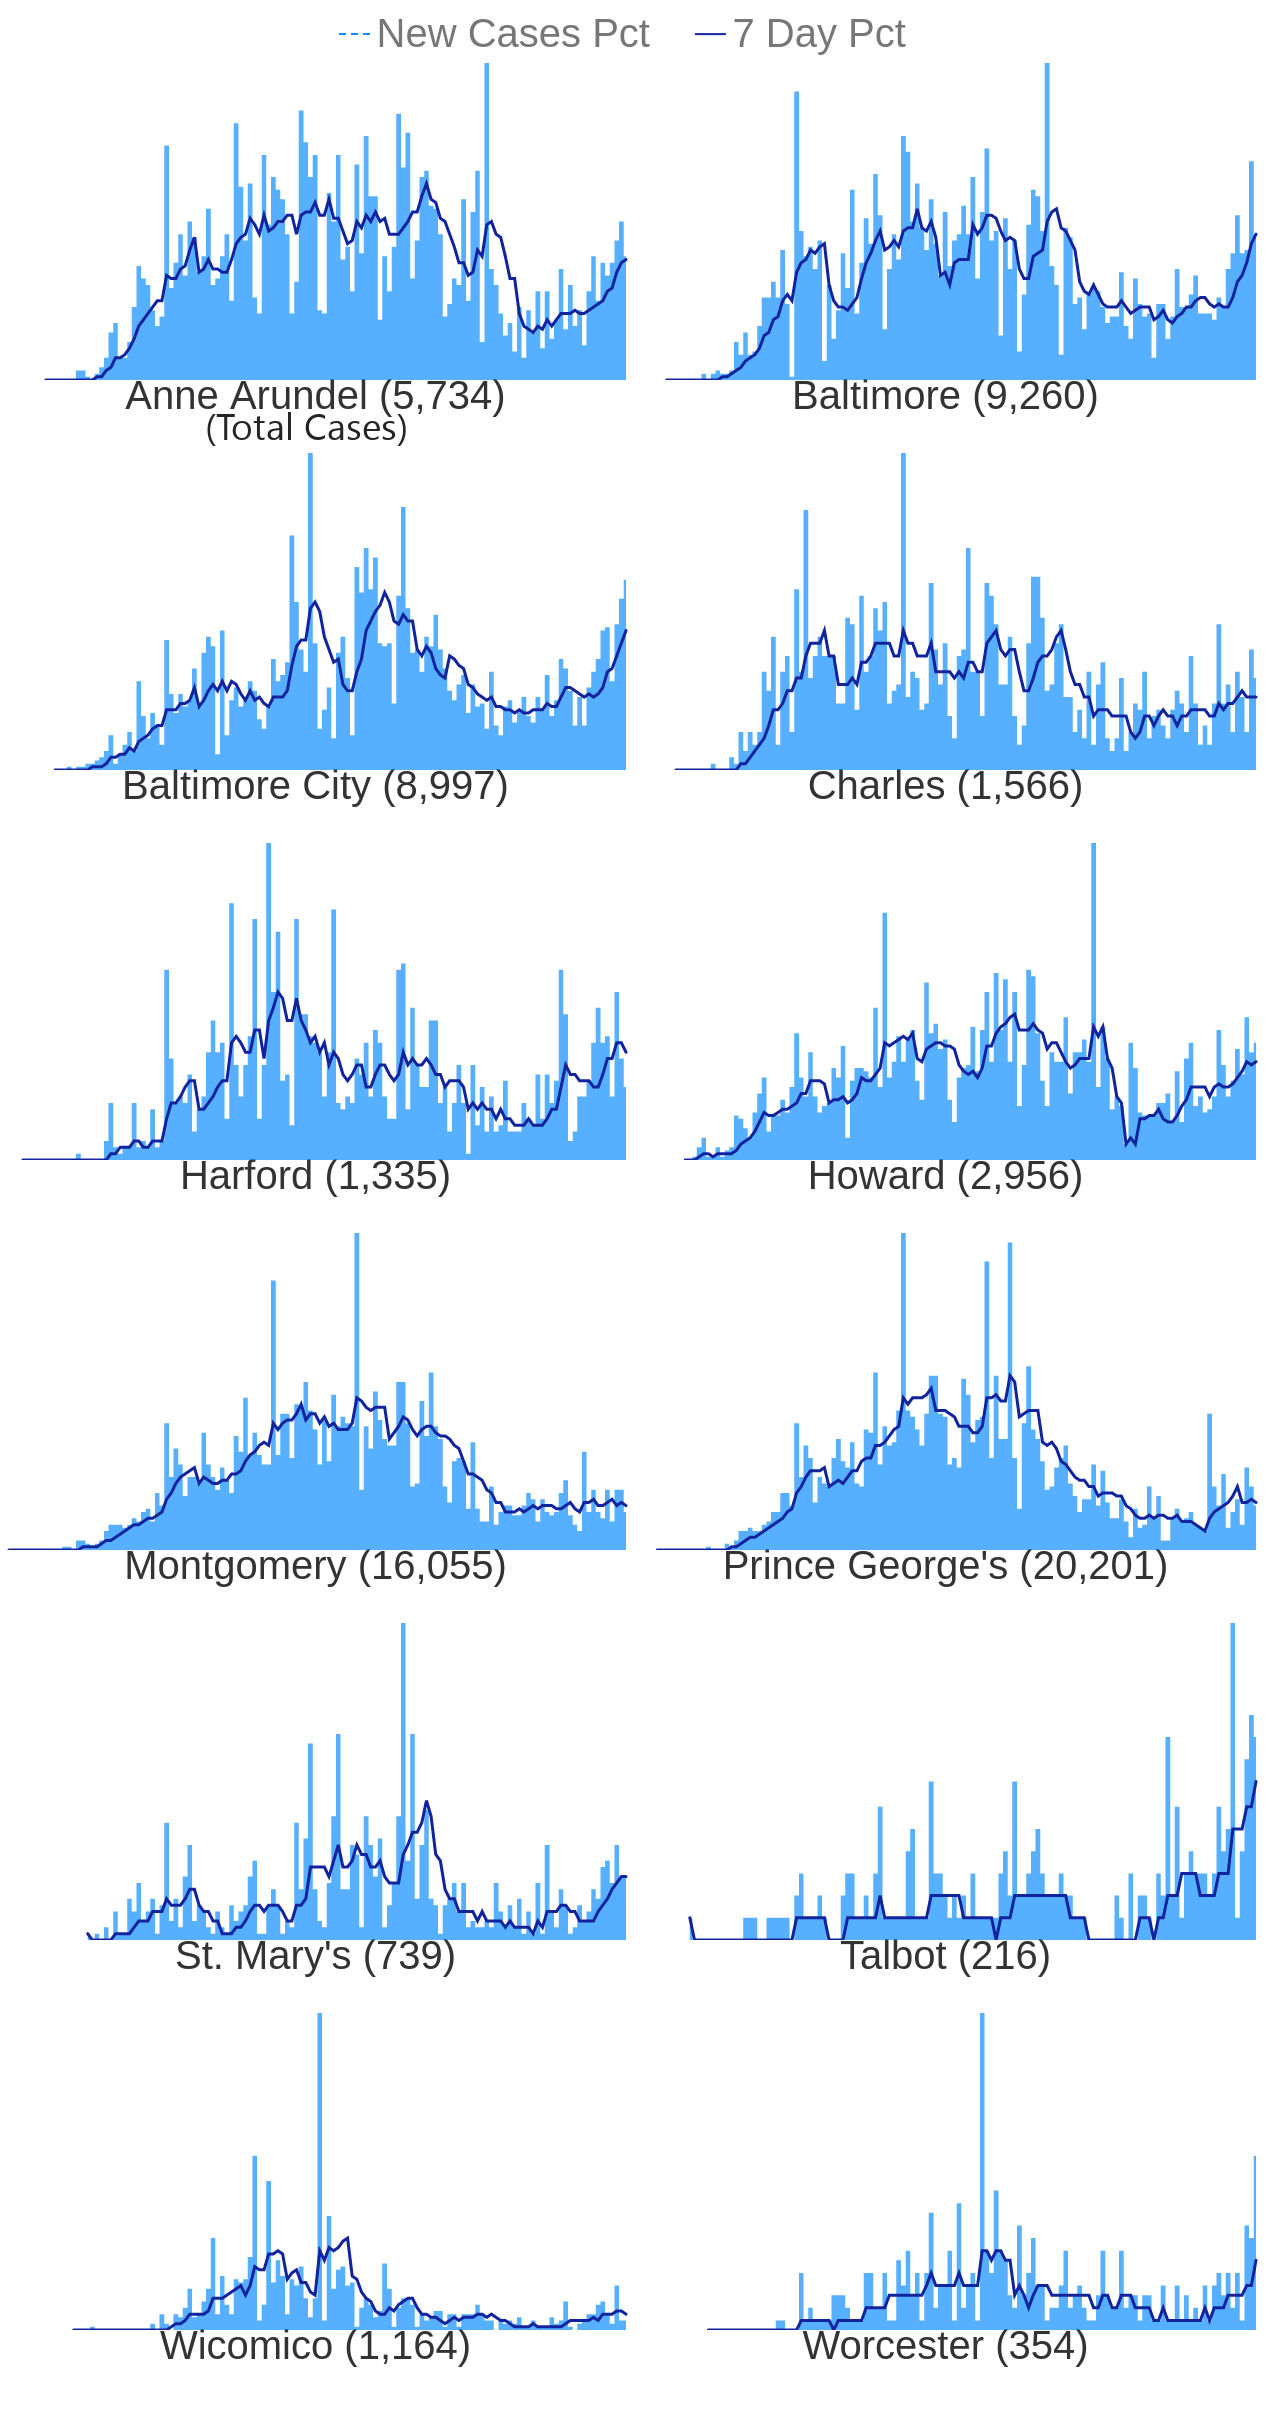 New Cases Pct 7 Day Pct
Anne Arundel (5,734) Baltimore (9,260)
(Total Cases)
Baltimore City (8,997) Charles (1,566)
Harford (1,335) Howard (2,956)
Montgomery (16,055) Prince George's (20,201)
St. Mary's (739) Talbot (216)
Wicomico (1,164) Worcester (354)